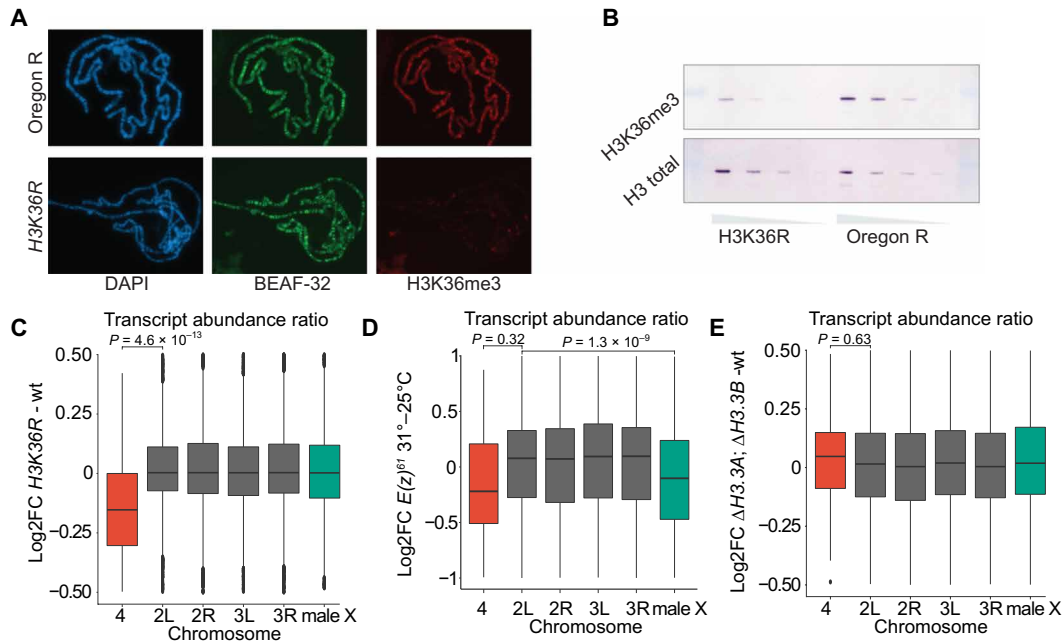 A
Oregon R
H3K36R
DAPI
BEAF-32
H3K36me3
B
H3K36me3
H3 total
H3K36R
Oregon R
C
Transcript abundance ratio
P = 4.6 × 10⁻¹³
Log2FC H3K36R - wt
0.50
0.25
0
−0.25
−0.50
4
2L
2R
3L
3R
male X
Chromosome
D
Transcript abundance ratio
P = 0.32
P = 1.3 × 10⁻⁹
Log2FC E(z)⁶¹ 31°−25°C
1
0.5
0
−0.5
−1
4
2L
2R
3L
3R
male X
Chromosome
E
Transcript abundance ratio
P = 0.63
Log2FC ΔH3.3A; ΔH3.3B -wt
0.50
0.25
0
−0.25
−0.50
4
2L
2R
3L
3R
male X
Chromosome